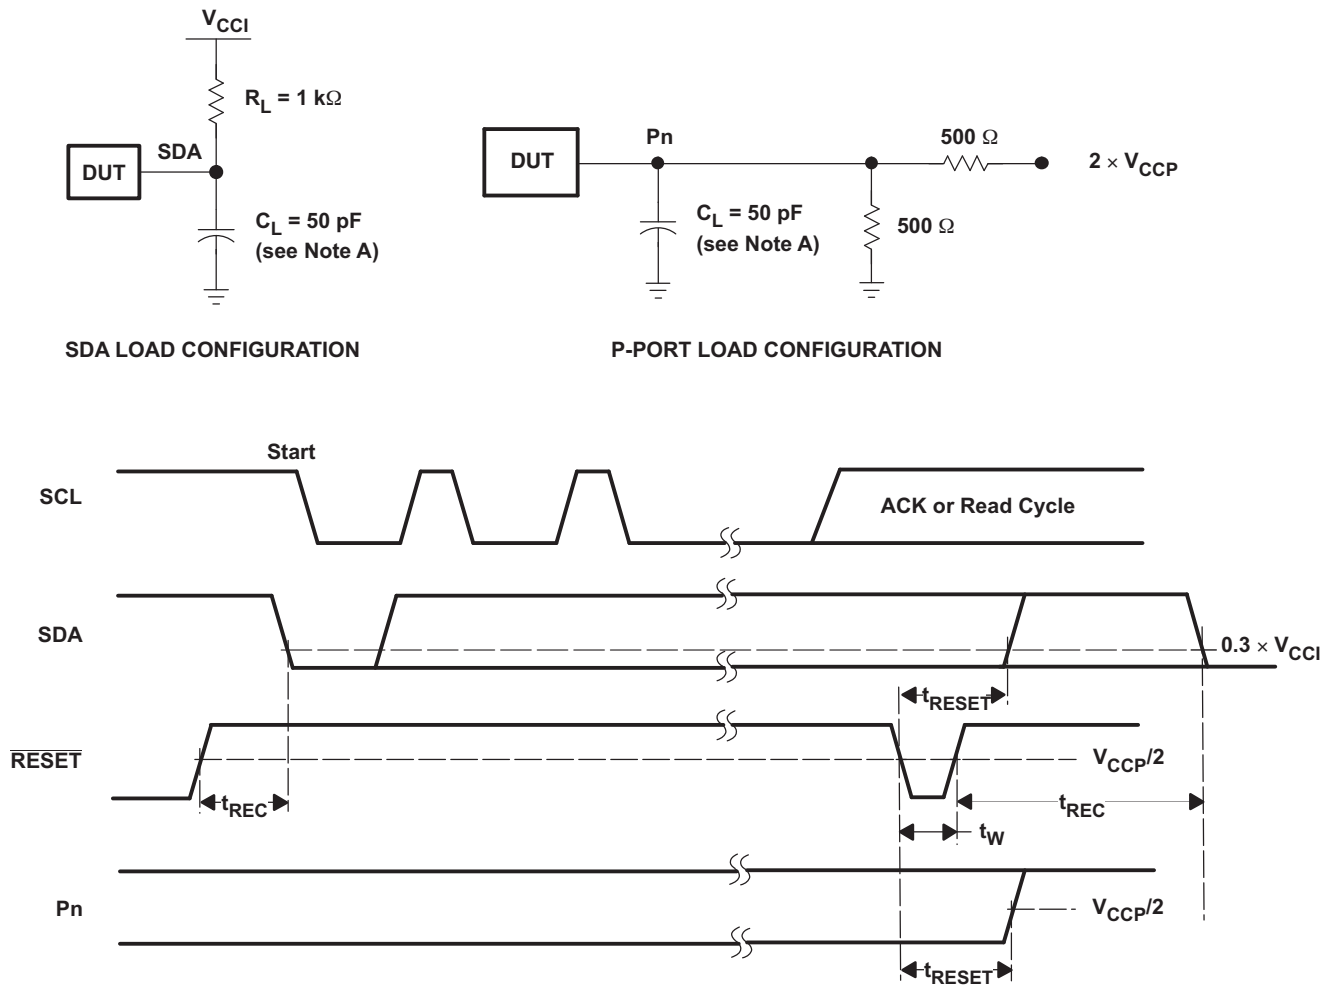 VCCI
RL = 1 kΩ
DUT
SDA
CL = 50 pF
(see Note A)
SDA LOAD CONFIGURATION
DUT
Pn
500 Ω
2 × VCCP
CL = 50 pF
(see Note A)
500 Ω
P-PORT LOAD CONFIGURATION
Start
SCL
ACK or Read Cycle
SDA
0.3 × VCCI
tRESET
RESET
VCCP/2
tREC
tREC
tW
Pn
VCCP/2
tRESET